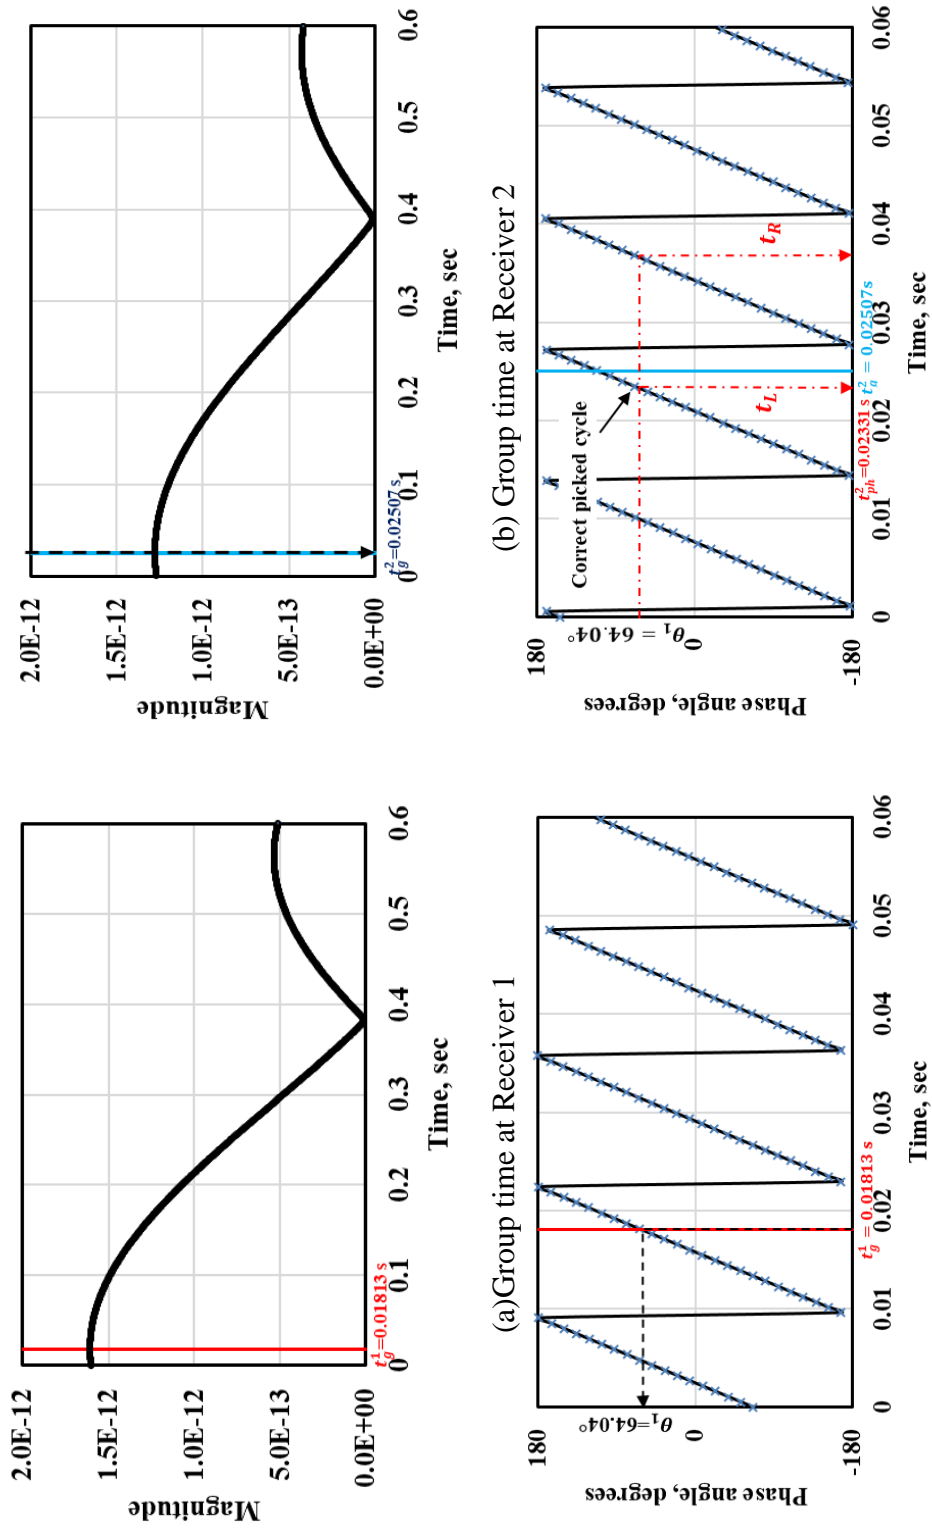 2.0E-12
1.5E-12
1.0E-12
5.0E-13
0.0E+00
Magnitude
0
0.1
0.2
0.3
0.4
0.5
0.6
t_g^1=0.01813 s
Time, sec
(a)Group time at Receiver 1
2.0E-12
1.5E-12
1.0E-12
5.0E-13
0.0E+00
Magnitude
0
0.1
0.2
0.3
0.4
0.5
0.6
t_g^2=0.02507 s
Time, sec
(b) Group time at Receiver 2
180
0
-180
Phase angle, degrees
θ₁=64.04°
0
0.01
0.02
0.03
0.04
0.05
0.06
t_g^1 = 0.01813 s
Time, sec
180
0
-180
Phase angle, degrees
θ₁ = 64.04°
Correct picked cycle
t_L
t_R
0
0.01
0.02
0.03
0.04
0.05
0.06
t_ph^2=0.02331 s t_g^2 = 0.02507s
Time, sec